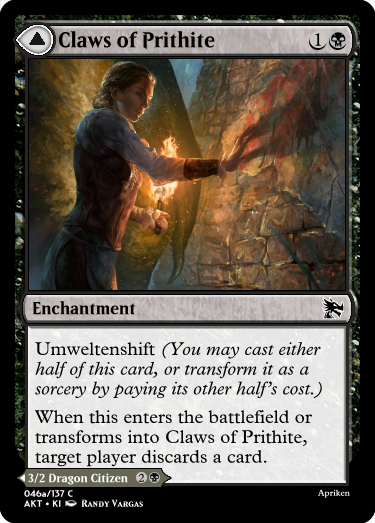 Claws of Prithite 1
Enchantment
Umweltenshift (You may cast either
half of this card, or transform it as a
sorcery by paying its other half's cost.)
When this enters the battlefield or
transforms into Claws of Prithite,
target player discards a card.
3/2 Dragon Citizen 2
046a/137 C
Apriken
AKT • KI Randy Vargas